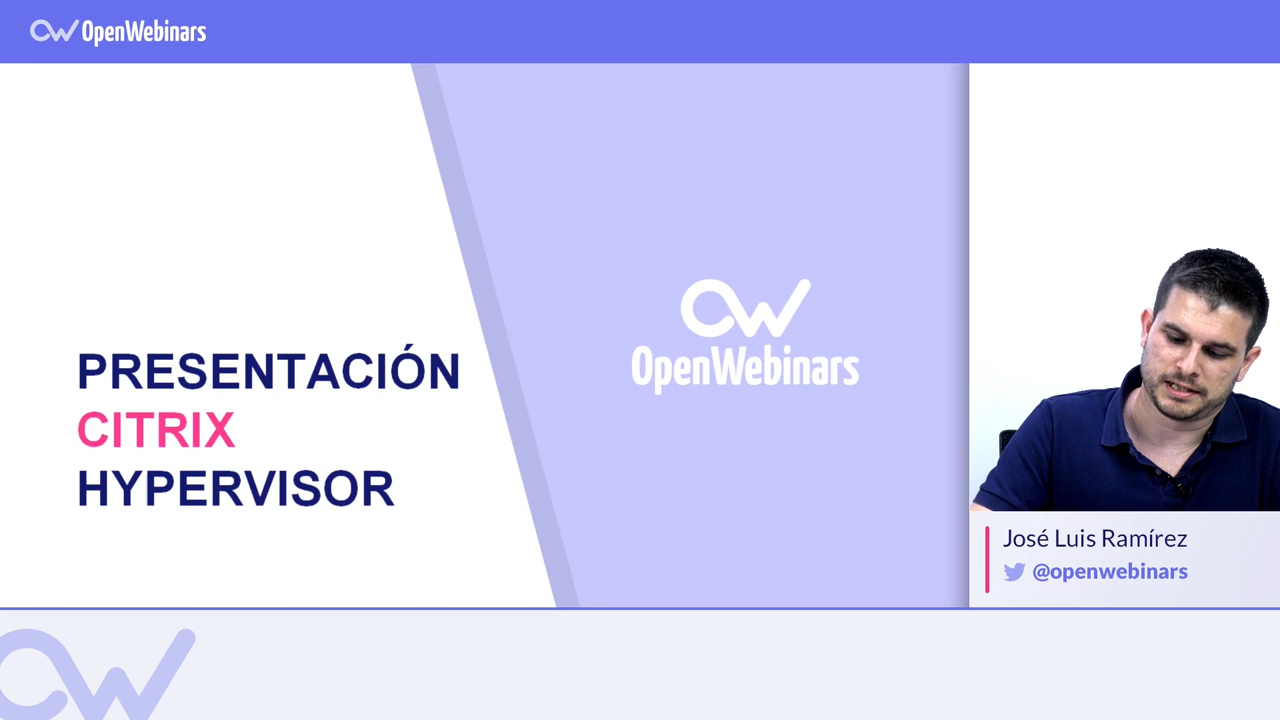 OpenWebinars
PRESENTACIÓN
CITRIX
HYPERVISOR
OpenWebinars
José Luis Ramírez
@openwebinars